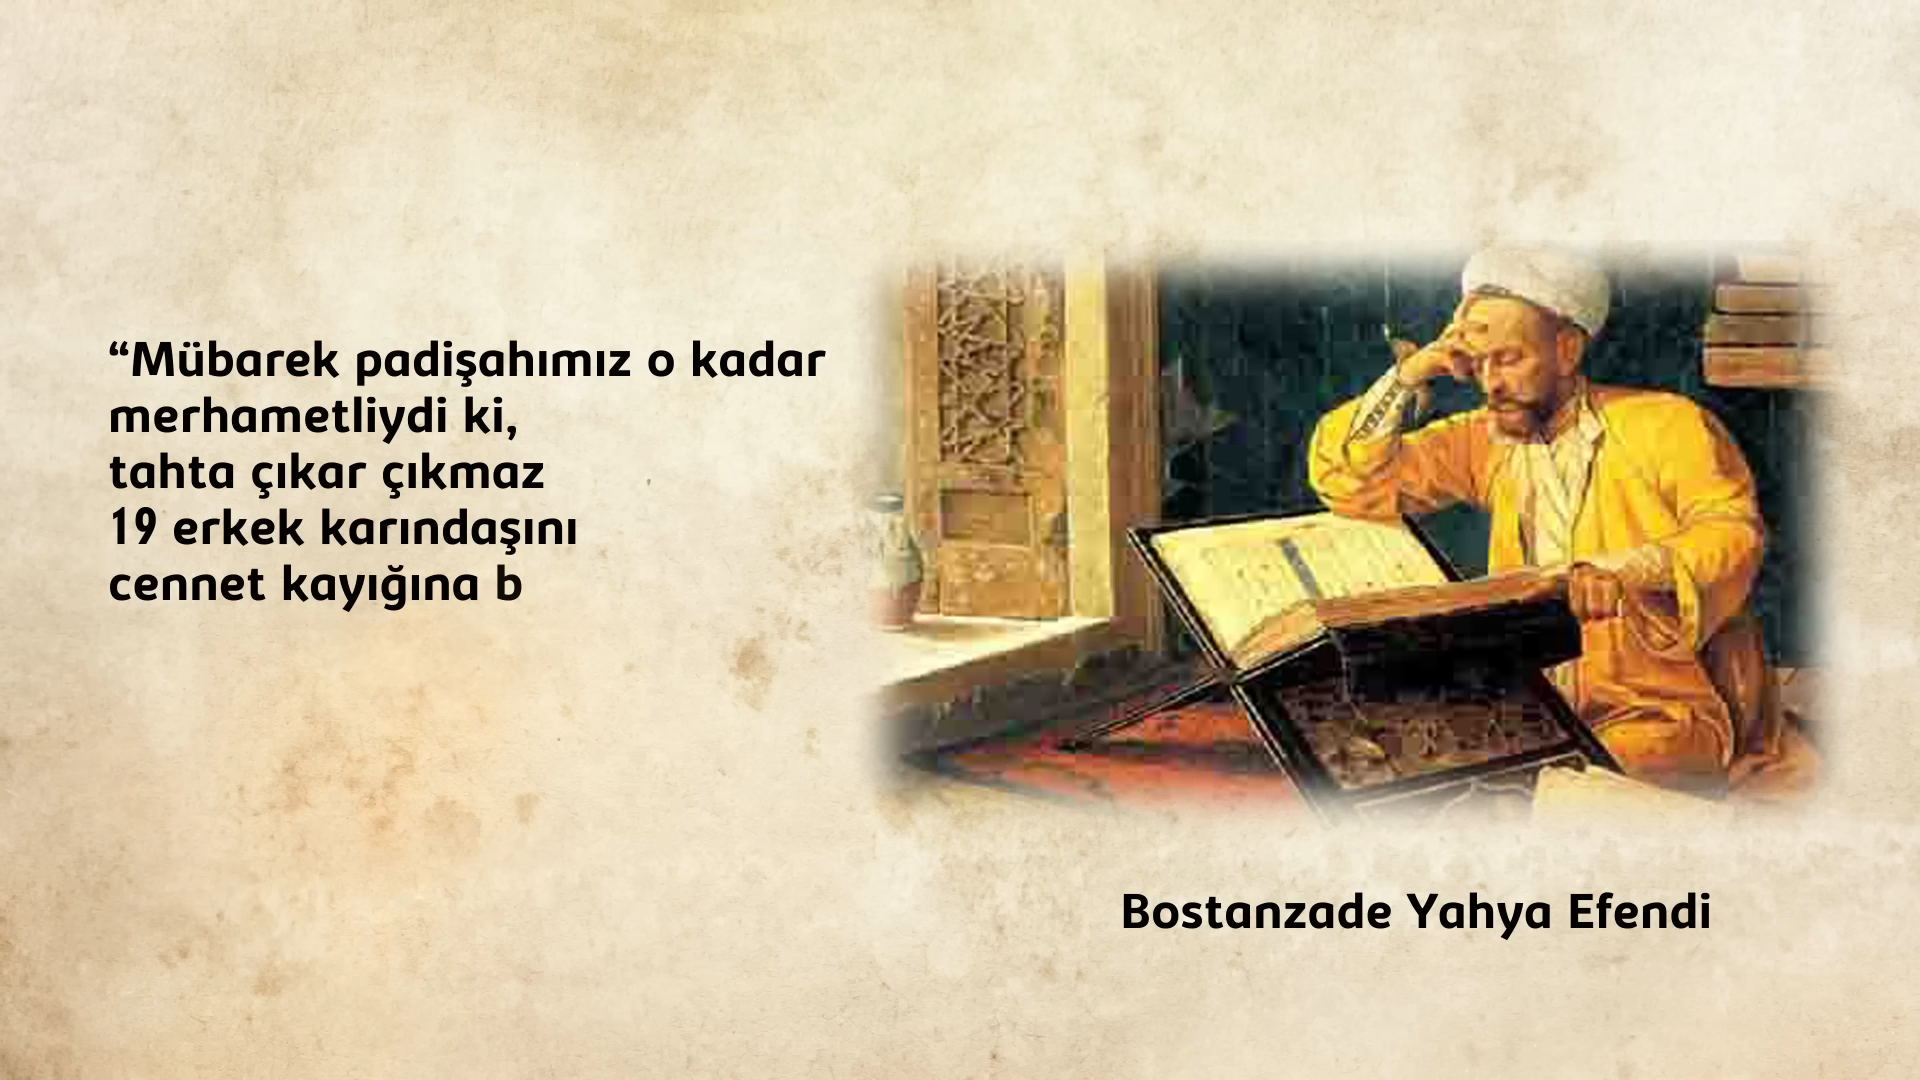 “Mübarek padişahımız o kadar
merhametliydi ki,
tahta çıkar çıkmaz
19 erkek karındaşını
cennet kayığına b
Bostanzade Yahya Efendi